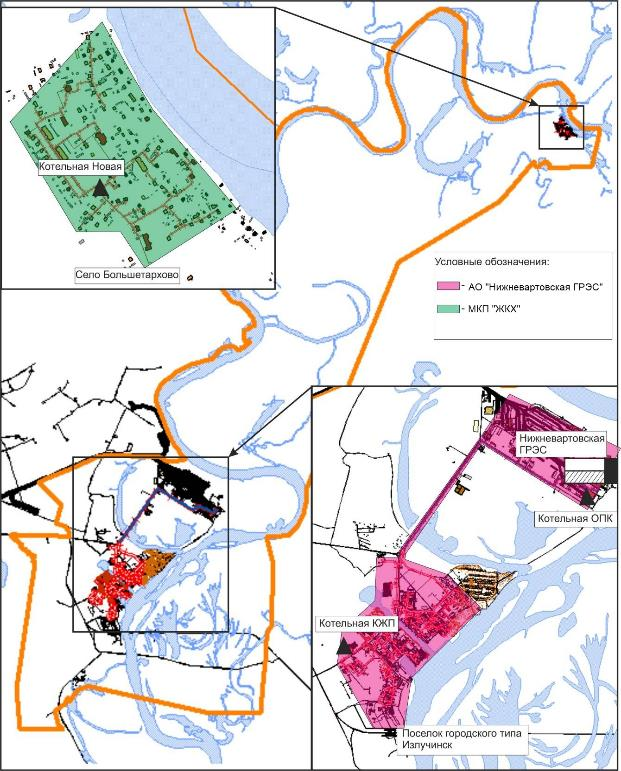 Котельная Новая
Село Большетархово
Условные обозначения:
- АО "Нижневартовская ГРЭС"
- МКП "ЖКХ"
Нижневартовская
ГРЭС
Котельная ОПК
Котельная КЖП
Поселок городского типа
Излучинск